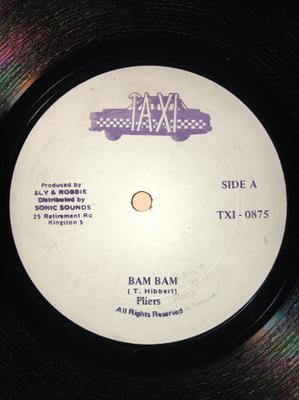 TAXI
Produced by
SLY & ROBBIE
Distributed by
SONIC SOUNDS
25 Retirement Rd
Kingston 5
SIDE A
TXI - 0875
BAM BAM
( T. Hibbert)
Pliers
All Rights Reserved
Pliers